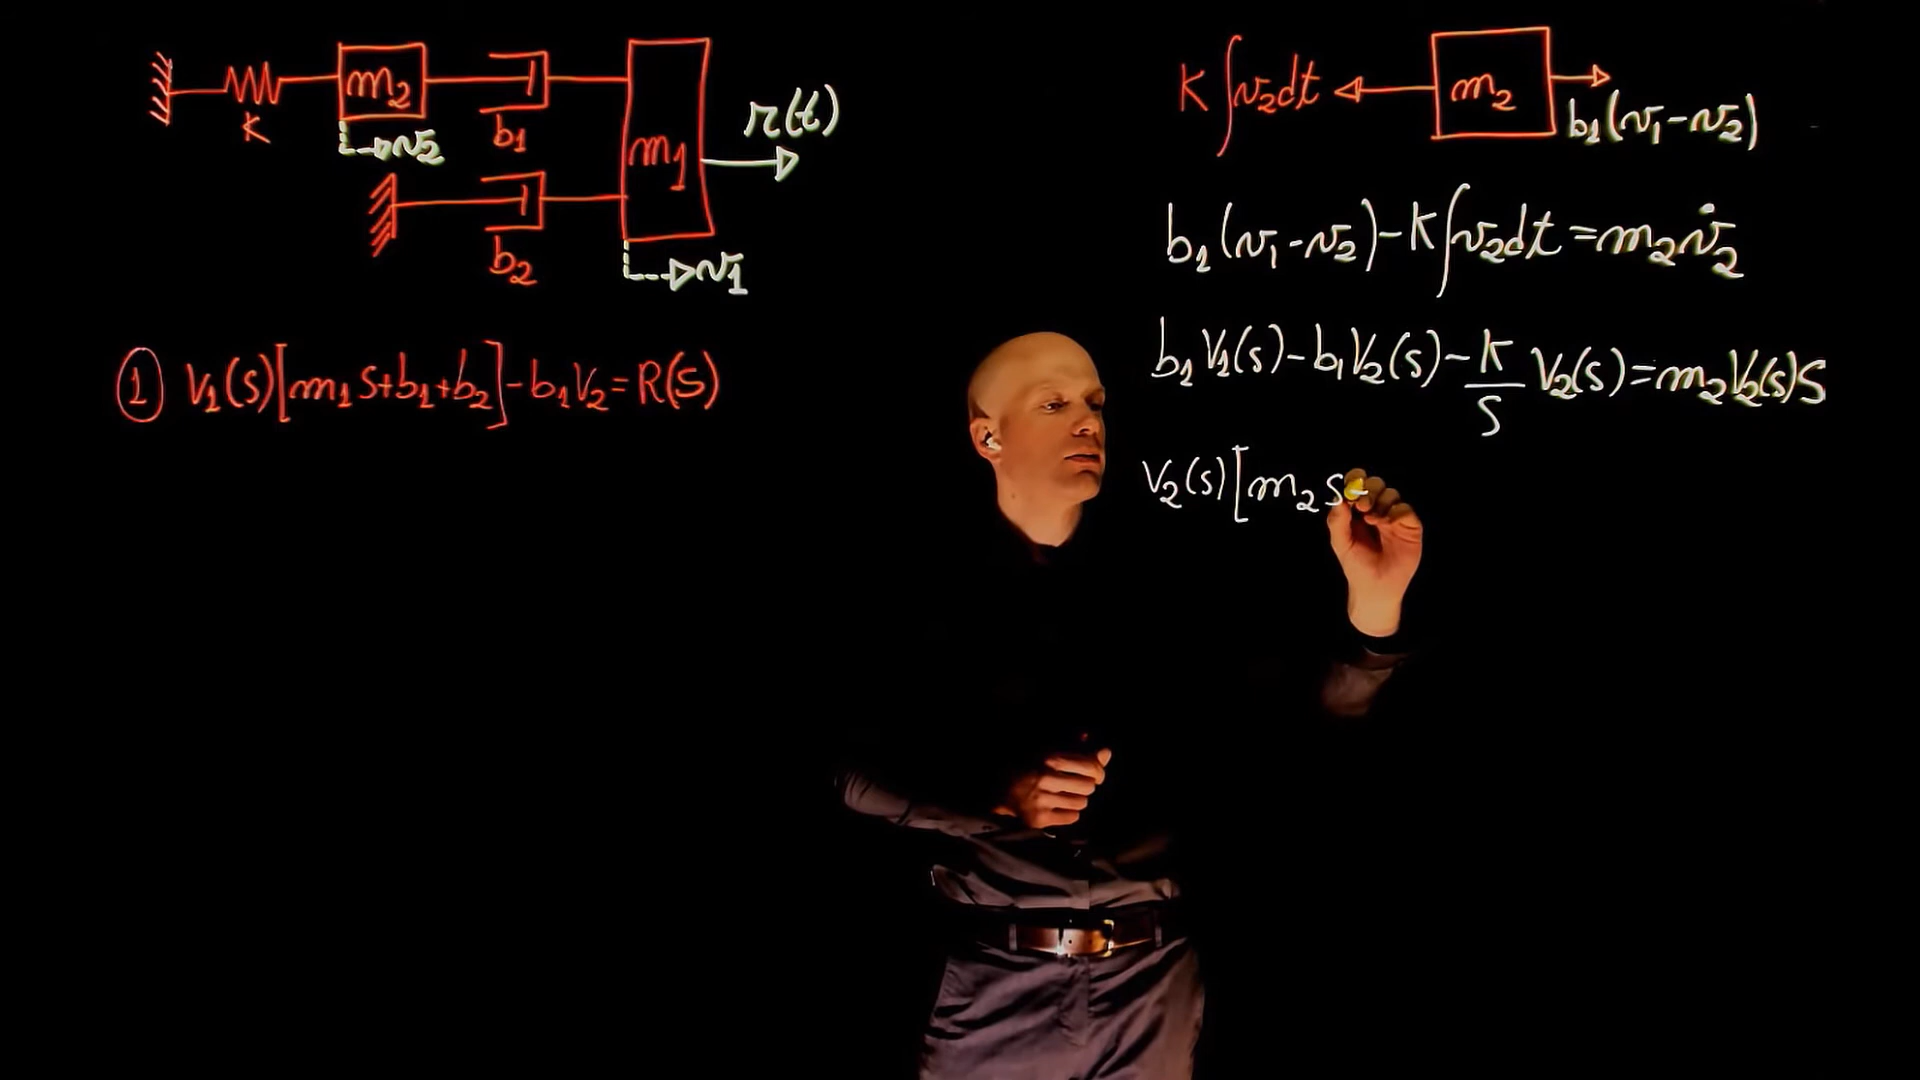 K
m₂
v₂
b₁
b₂
m₁
r(t)
v₁
① V₁(s)[m₁s+b₁+b₂]-b₁V₂=R(s)
K∫v₂dt
m₂
b₁(v₁-v₂)
b₁(v₁-v₂)-K∫v₂dt=m₂v̇₂
b₁V₁(s)-b₁V₂(s)-K/s V₂(s)=m₂V₂(s)s
V₂(s)[m₂s